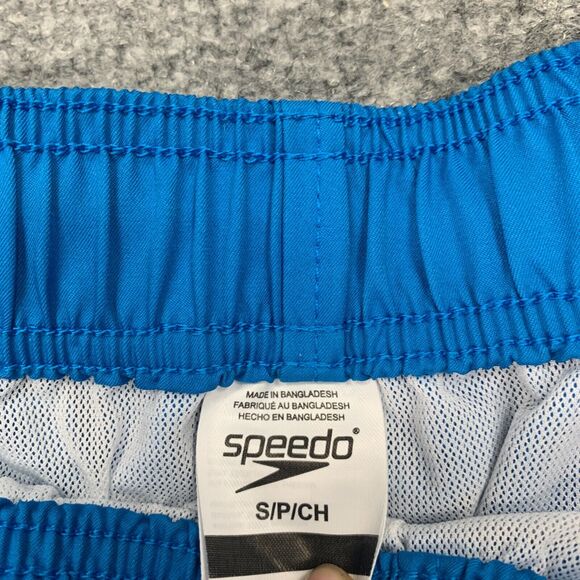 MADE IN BANGLADESH
FABRIQUÉ AU BANGLADESH
HECHO EN BANGLADESH
speedo®
S/P/CH